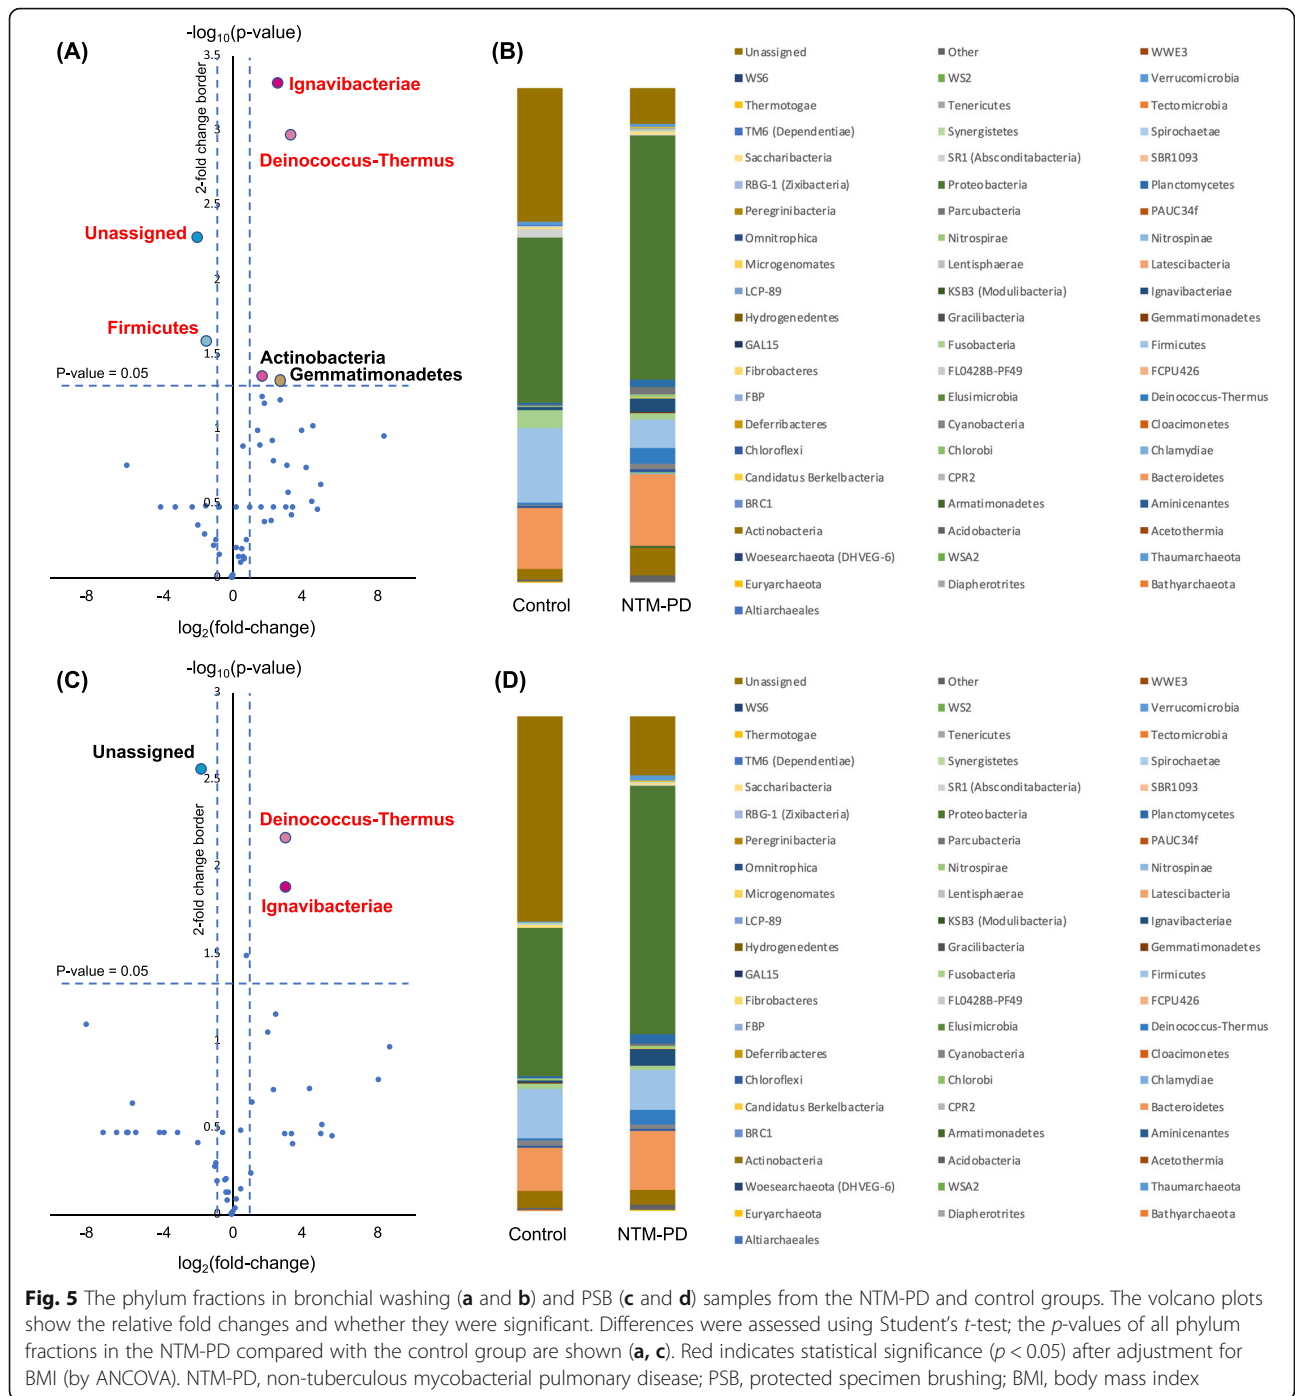 (A)
-log10(p-value)
3.5
3
2.5
2
1.5
1
0.5
0
2-fold change border
Ignavibacteriae
Deinococcus-Thermus
Unassigned
Firmicutes
Actinobacteria
Gemmatimonadetes
P-value = 0.05
-8 -4 0 4 8
log2(fold-change)
(B)
Control NTM-PD
Unassigned Other WWE3
WS6 WS2 Verrucomicrobia
Thermotogae Tenericutes Tectomicrobia
TM6 (Dependentiae) Synergistetes Spirochaetae
Saccharibacteria SR1 (Absconditabacteria) SBR1093
RBG-1 (Zixibacteria) Proteobacteria Planctomycetes
Peregrinibacteria Parcubacteria PAUC34f
Omnitrophica Nitrospirae Nitrospinae
Microgenomates Lentisphaerae Latescibacteria
LCP-89 KSB3 (Modulibacteria) Ignavibacteriae
Hydrogenedentes Gracilibacteria Gemmatimonadetes
GAL15 Fusobacteria Firmicutes
Fibrobacteres FL0428B-PF49 FCPU426
FBP Elusimicrobia Deinococcus-Thermus
Deferribacteres Cyanobacteria Cloacimonetes
Chloroflexi Chlorobi Chlamydiae
Candidatus Berkelbacteria CPR2 Bacteroidetes
BRC1 Armatimonadetes Aminicenantes
Actinobacteria Acidobacteria Acetothermia
Woesearchaeota (DHVEG-6) WSA2 Thaumarchaeota
Euryarchaeota Diapherotrites Bathyarchaeota
Altiarchaeales
(C)
-log10(p-value)
3
2.5
2
1.5
1
0.5
0
2-fold change border
Unassigned
Deinococcus-Thermus
Ignavibacteriae
P-value = 0.05
-8 -4 0 4 8
log2(fold-change)
(D)
Control NTM-PD
Unassigned Other WWE3
WS6 WS2 Verrucomicrobia
Thermotogae Tenericutes Tectomicrobia
TM6 (Dependentiae) Synergistetes Spirochaetae
Saccharibacteria SR1 (Absconditabacteria) SBR1093
RBG-1 (Zixibacteria) Proteobacteria Planctomycetes
Peregrinibacteria Parcubacteria PAUC34f
Omnitrophica Nitrospirae Nitrospinae
Microgenomates Lentisphaerae Latescibacteria
LCP-89 KSB3 (Modulibacteria) Ignavibacteriae
Hydrogenedentes Gracilibacteria Gemmatimonadetes
GAL15 Fusobacteria Firmicutes
Fibrobacteres FL0428B-PF49 FCPU426
FBP Elusimicrobia Deinococcus-Thermus
Deferribacteres Cyanobacteria Cloacimonetes
Chloroflexi Chlorobi Chlamydiae
Candidatus Berkelbacteria CPR2 Bacteroidetes
BRC1 Armatimonadetes Aminicenantes
Actinobacteria Acidobacteria Acetothermia
Woesearchaeota (DHVEG-6) WSA2 Thaumarchaeota
Euryarchaeota Diapherotrites Bathyarchaeota
Altiarchaeales
Fig. 5 The phylum fractions in bronchial washing (a and b) and PSB (c and d) samples from the NTM-PD and control groups. The volcano plots
show the relative fold changes and whether they were significant. Differences were assessed using Student's t-test; the p-values of all phylum
fractions in the NTM-PD compared with the control group are shown (a, c). Red indicates statistical significance (p < 0.05) after adjustment for
BMI (by ANCOVA). NTM-PD, non-tuberculous mycobacterial pulmonary disease; PSB, protected specimen brushing; BMI, body mass index